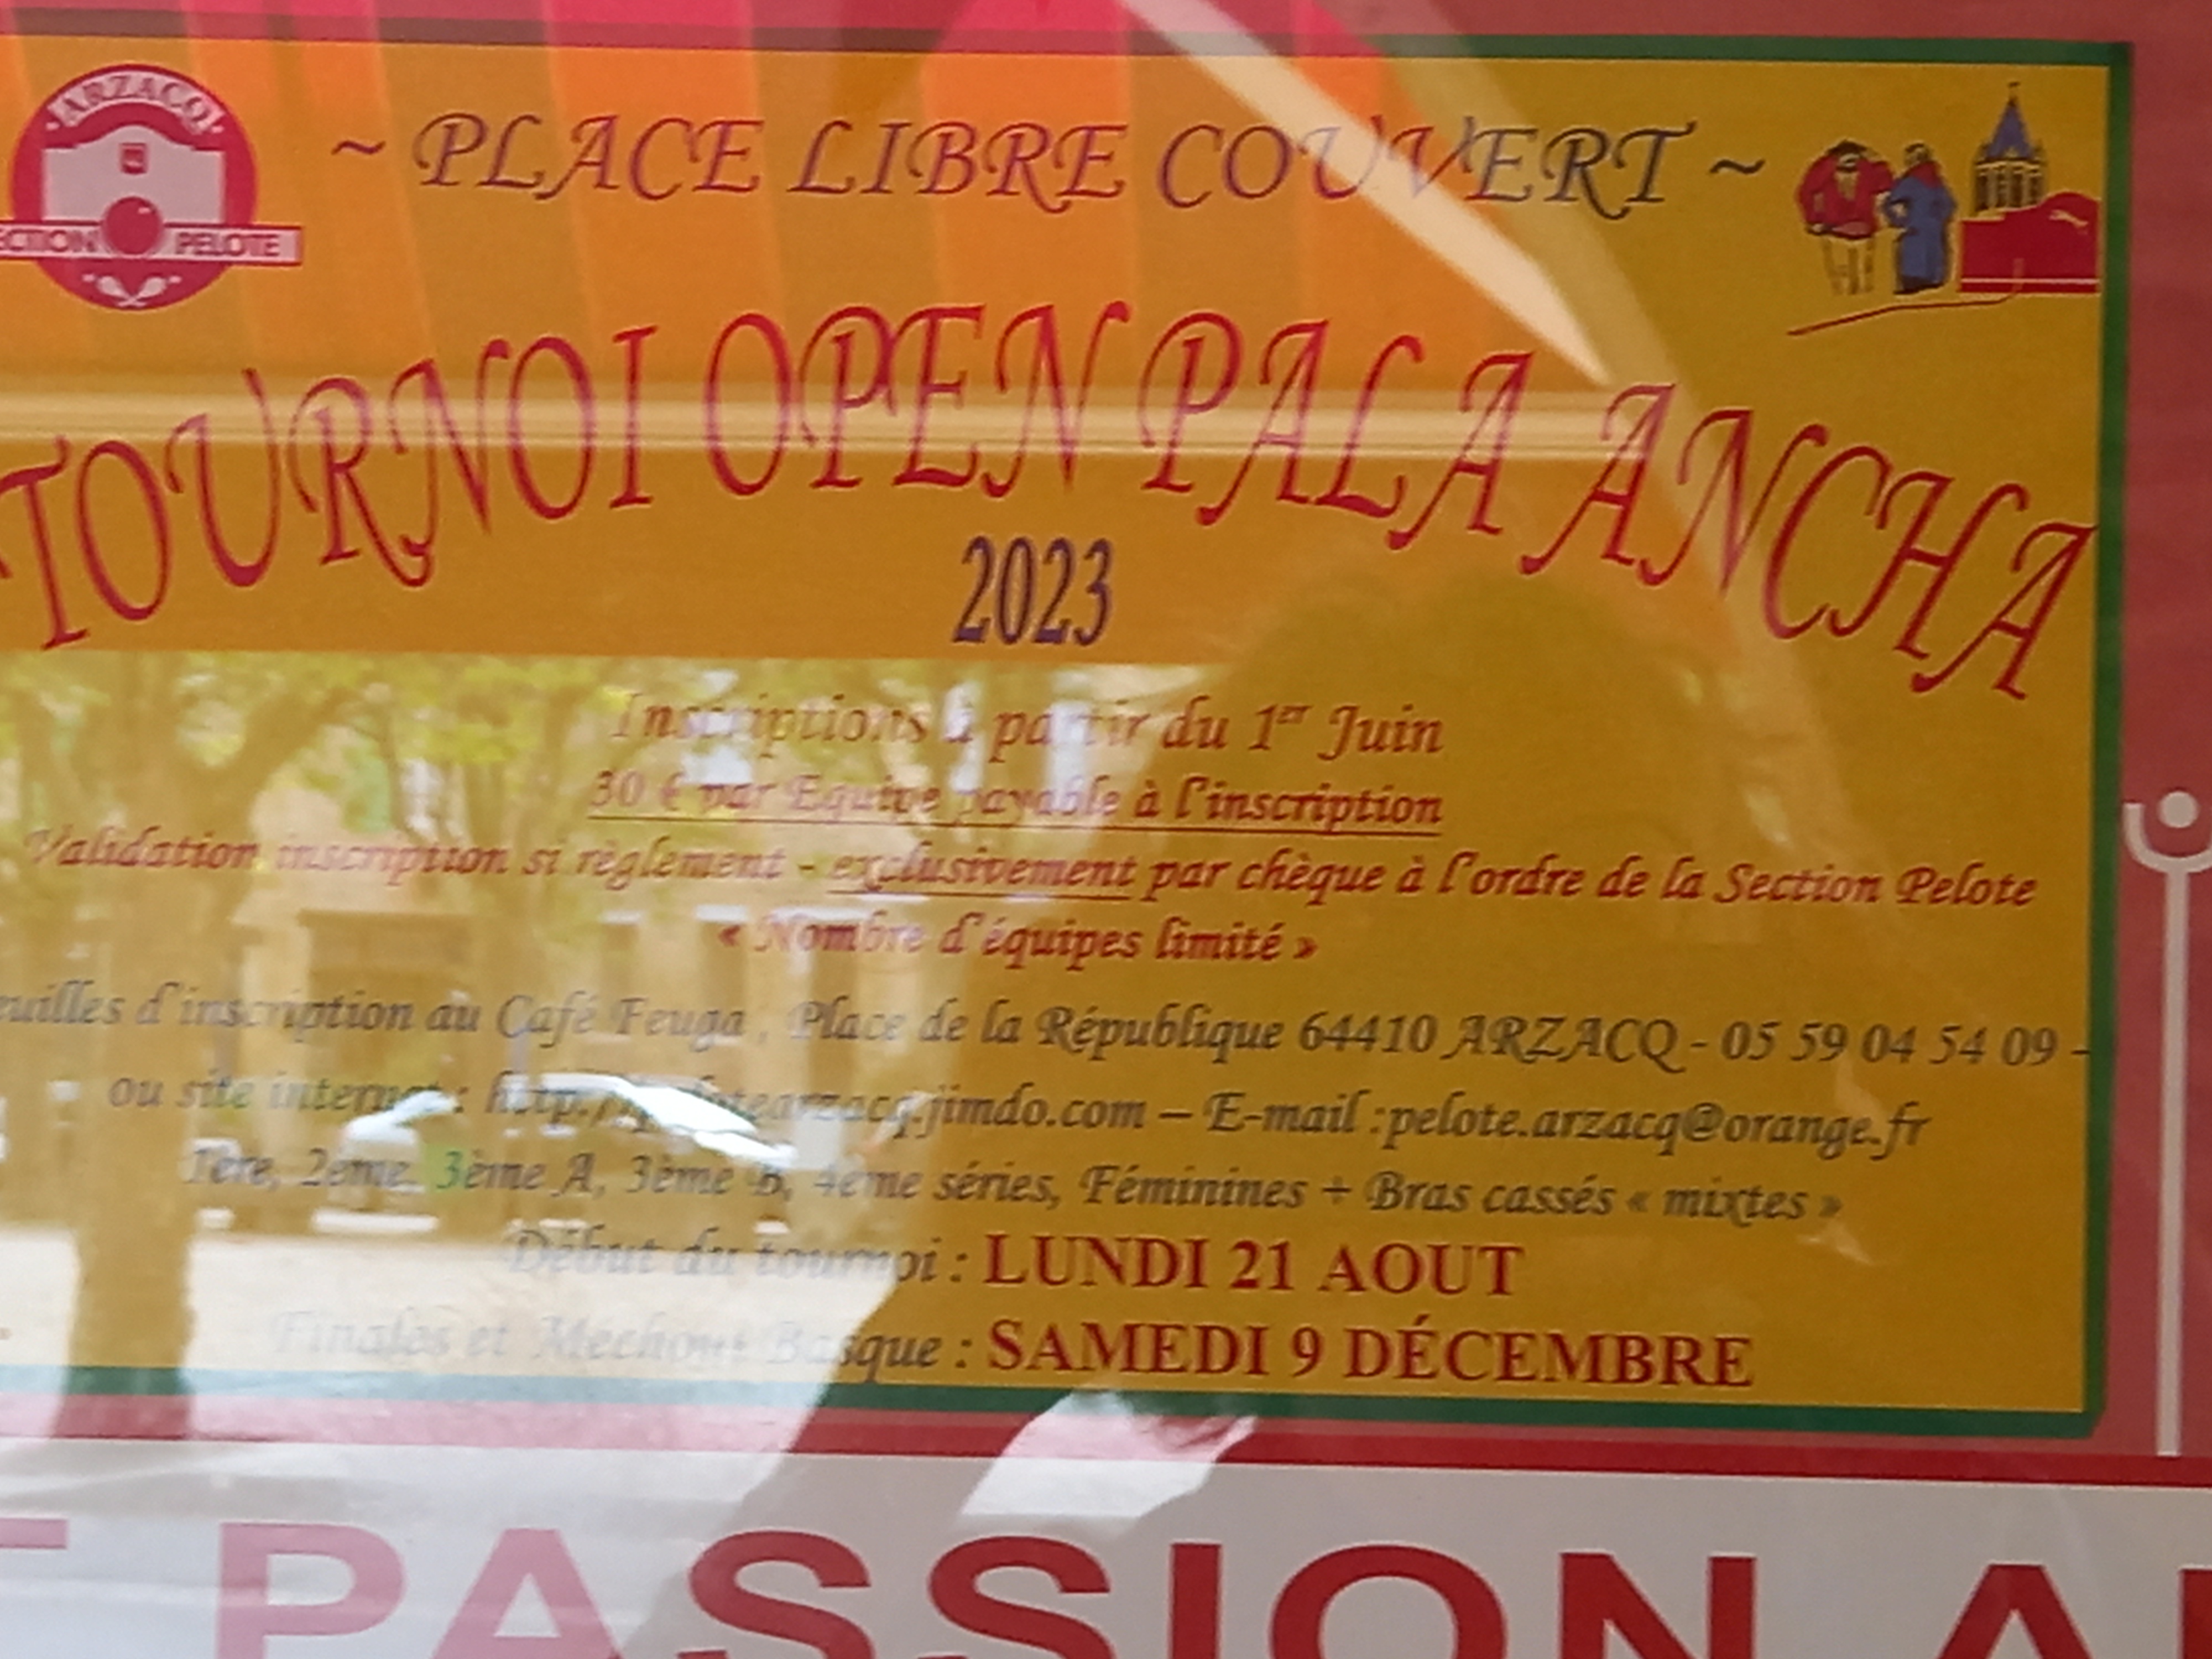 ARZACQ
ECTION PELOTE
~ PLACE LIBRE COUVERT ~
TOURNOI OPEN PALA ANCHA
2023
Inscriptions à partir du 1er Juin
30 € par Equipe payable à l'inscription
Validation inscription si règlement - exclusivement par chèque à l'ordre de la Section Pelote
« Nombre d'équipes limité »
euilles d'inscription au Café Feuga, Place de la République 64410 ARZACQ - 05 59 04 54 09 -
ou site internet : http://pelotearzacq.jimdo.com – E-mail :pelote.arzacq@orange.fr
1ère, 2ème, 3ème A, 3ème B, 4ème séries, Féminines + Bras cassés « mixtes »
Début du tournoi : LUNDI 21 AOUT
Finales et Méchoui Basque : SAMEDI 9 DÉCEMBRE
T PASSION A